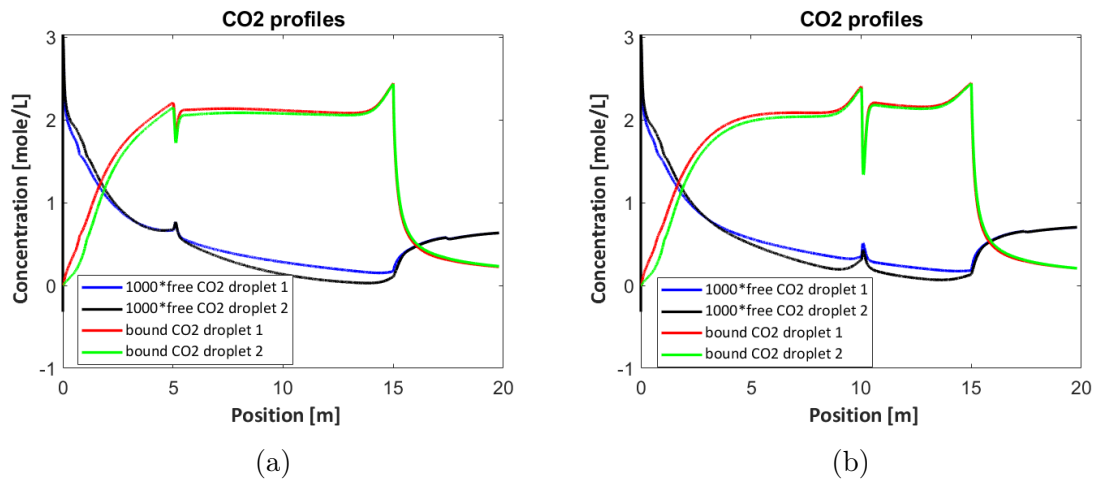 CO2 profiles
Concentration [mole/L]
3
2
1
0
-1
1000*free CO2 droplet 1
1000*free CO2 droplet 2
bound CO2 droplet 1
bound CO2 droplet 2
0 5 10 15 20
Position [m]
(a)
CO2 profiles
Concentration [mole/L]
3
2
1
0
-1
1000*free CO2 droplet 1
1000*free CO2 droplet 2
bound CO2 droplet 1
bound CO2 droplet 2
0 5 10 15 20
Position [m]
(b)